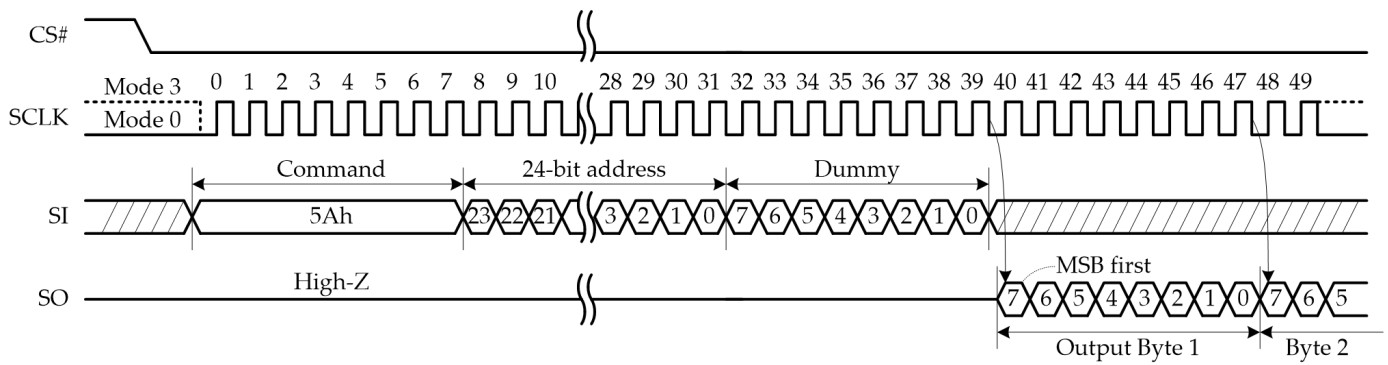 CS#
Mode 3
0 1 2 3 4 5 6 7 8 9 10 28 29 30 31 32 33 34 35 36 37 38 39 40 41 42 43 44 45 46 47 48 49
SCLK
Mode 0
Command 24-bit address Dummy
SI 5Ah 23 22 21 3 2 1 0 7 6 5 4 3 2 1 0
High-Z MSB first
SO 7 6 5 4 3 2 1 0 7 6 5
Output Byte 1 Byte 2